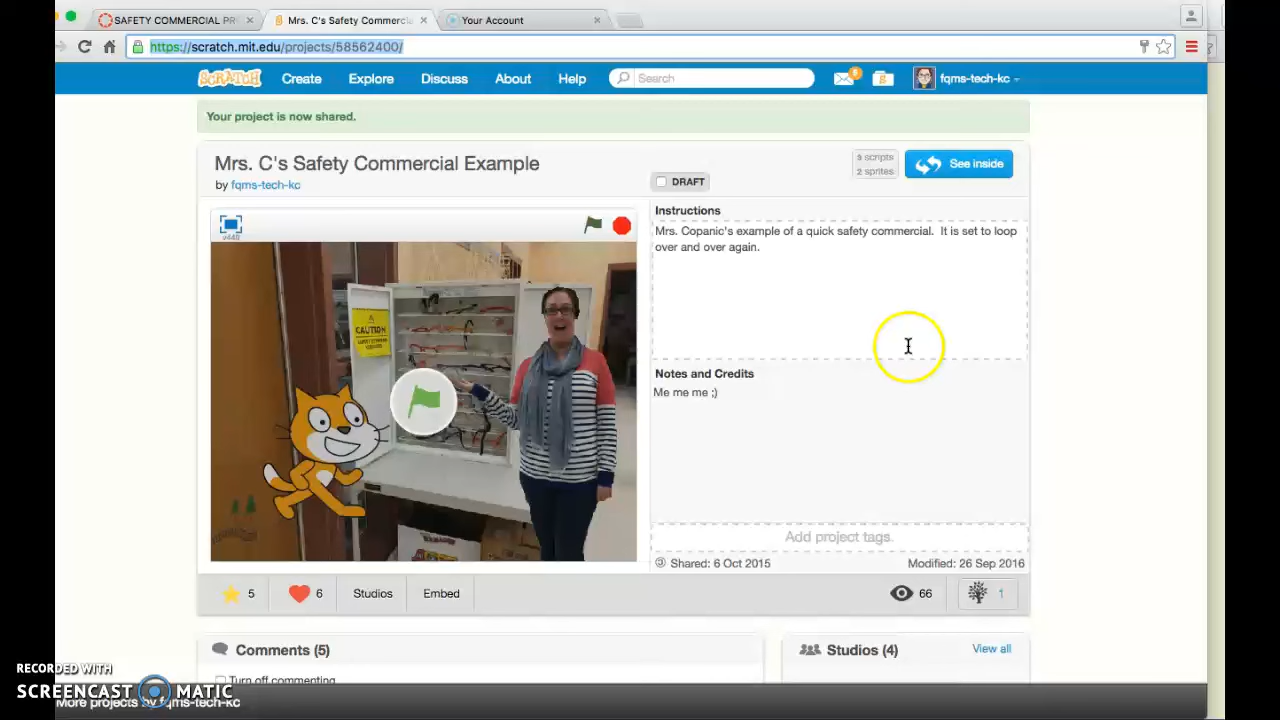 SAFETY COMMERCIAL PR
Mrs. C's Safety Commercia
Your Account
https://scratch.mit.edu/projects/58562400/
SCRATCH
Create
Explore
Discuss
About
Help
Search
fqms-tech-kc
Your project is now shared.
Mrs. C's Safety Commercial Example
by fqms-tech-kc
DRAFT
scripts
2 sprites
See inside
v448
Instructions
Mrs. Copanic's example of a quick safety commercial. It is set to loop
over and over again.
CAUTION
Notes and Credits
Me me me ;)
Add project tags.
Shared: 6 Oct 2015
Modified: 26 Sep 2016
5
6
Studios
Embed
66
1
Comments (5)
Turn off commenting
Studios (4)
View all
RECORDED WITH
SCREENCAST MATIC
More projects by fqms-tech-kc